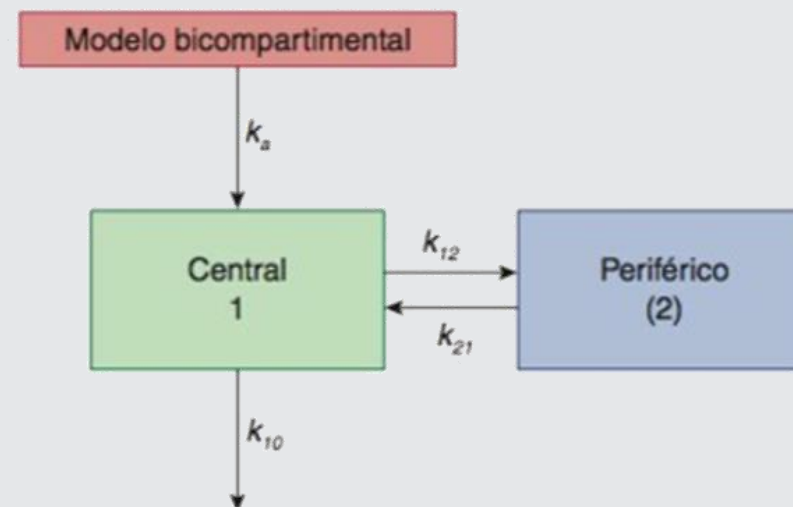 Modelo bicompartimental
kₐ
Central
1
k₁₂
k₂₁
Periférico
(2)
k₁₀